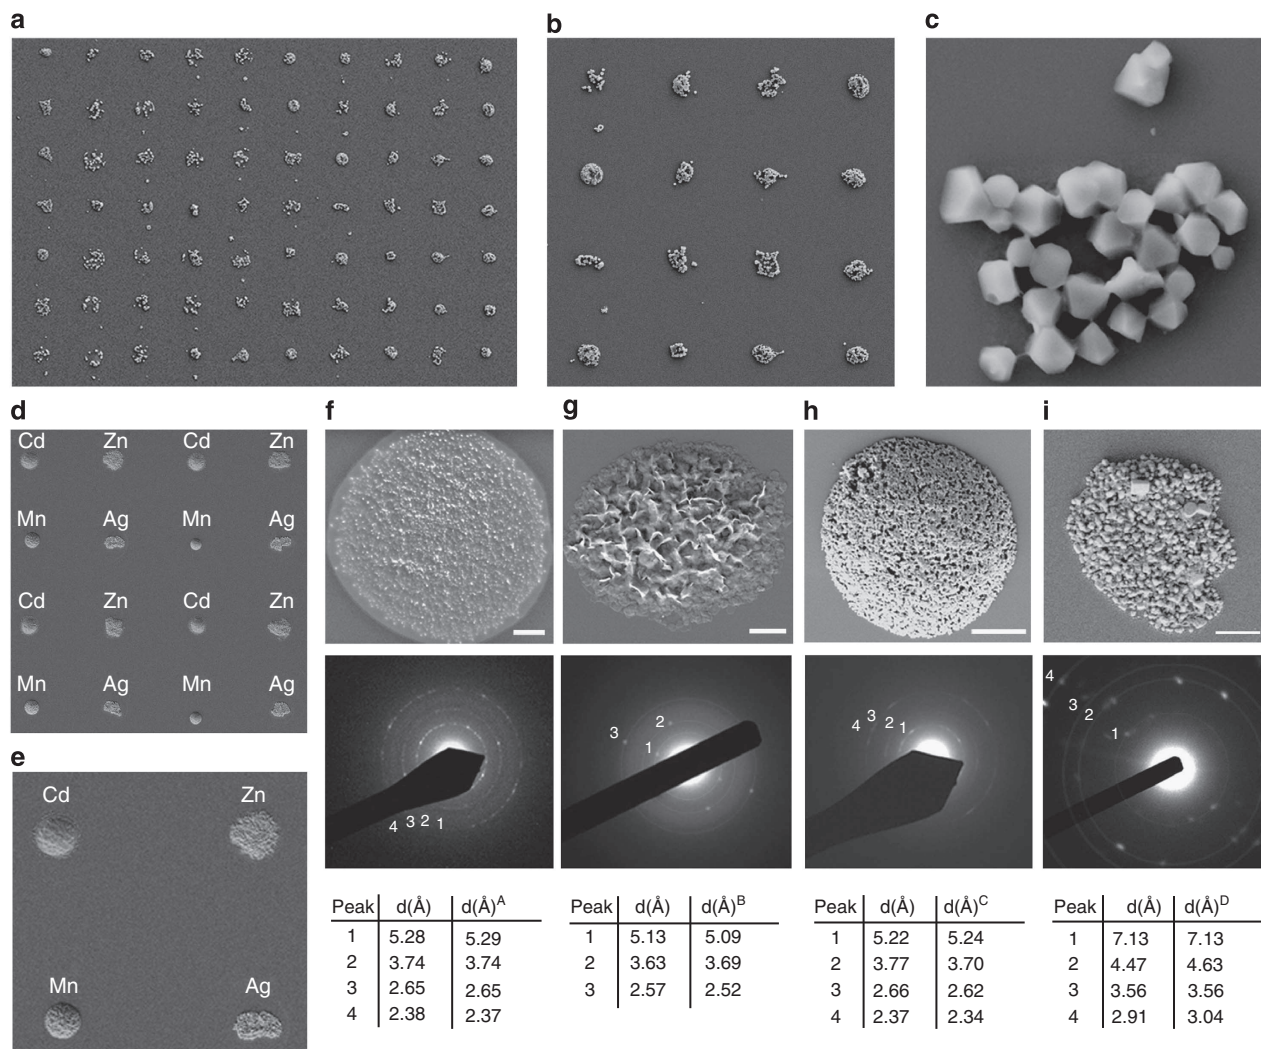 a
b
c
d
Cd Zn Cd Zn
Mn Ag Mn Ag
Cd Zn Cd Zn
Mn Ag Mn Ag
e
Cd Zn
Mn Ag
f
4 3 2 1
Peak d(Å) d(Å)A
1 5.28 5.29
2 3.74 3.74
3 2.65 2.65
4 2.38 2.37
g
3 2 1
Peak d(Å) d(Å)B
1 5.13 5.09
2 3.63 3.69
3 2.57 2.52
h
4 3 2 1
Peak d(Å) d(Å)C
1 5.22 5.24
2 3.77 3.70
3 2.66 2.62
4 2.37 2.34
i
4
3
2
1
Peak d(Å) d(Å)D
1 7.13 7.13
2 4.47 4.63
3 3.56 3.56
4 2.91 3.04